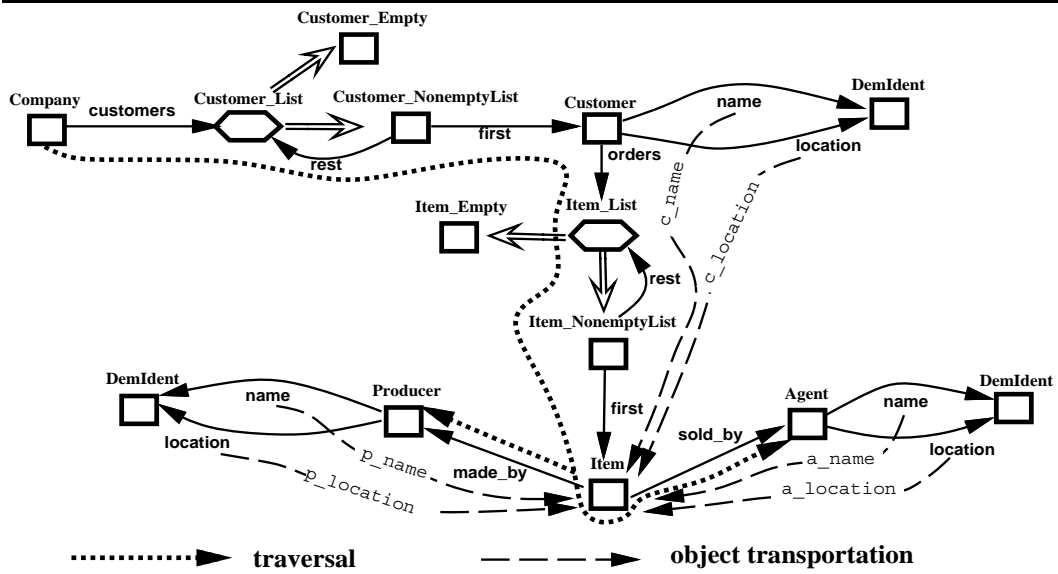 Customer_Empty
Company
customers
Customer_List
Customer_NonemptyList
Customer
name
DemIdent
first
rest
orders
location
c_name
c_location
Item_Empty
Item_List
rest
Item_NonemptyList
DemIdent
name
Producer
first
Agent
name
DemIdent
location
p_name
made_by
Item
sold_by
a_name
location
p_location
a_location
traversal
object transportation